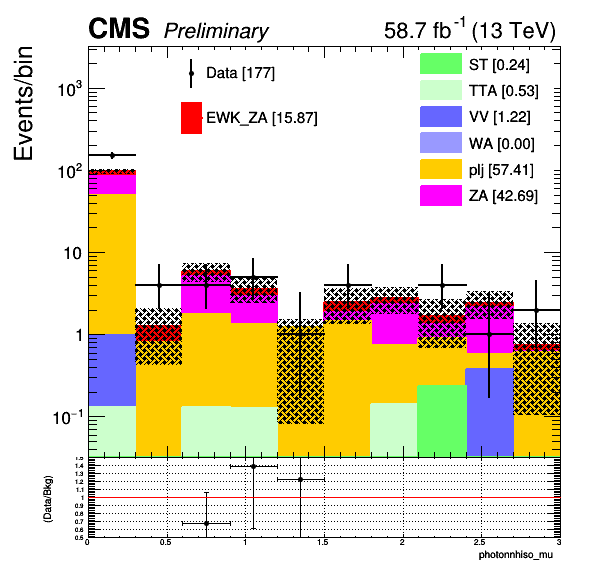 CMS Preliminary 58.7 fb⁻¹ (13 TeV)
Events/bin
Data [177]
EWK_ZA [15.87]
ST [0.24]
TTA [0.53]
VV [1.22]
WA [0.00]
plj [57.41]
ZA [42.69]
10³
10²
10
1
10⁻¹
(Data/Bkg)
1.5
1.4
1.3
1.2
1.1
1
0.9
0.8
0.7
0.6
0.5
0 0.5 1 1.5 2 2.5 3
photonnhiso_mu